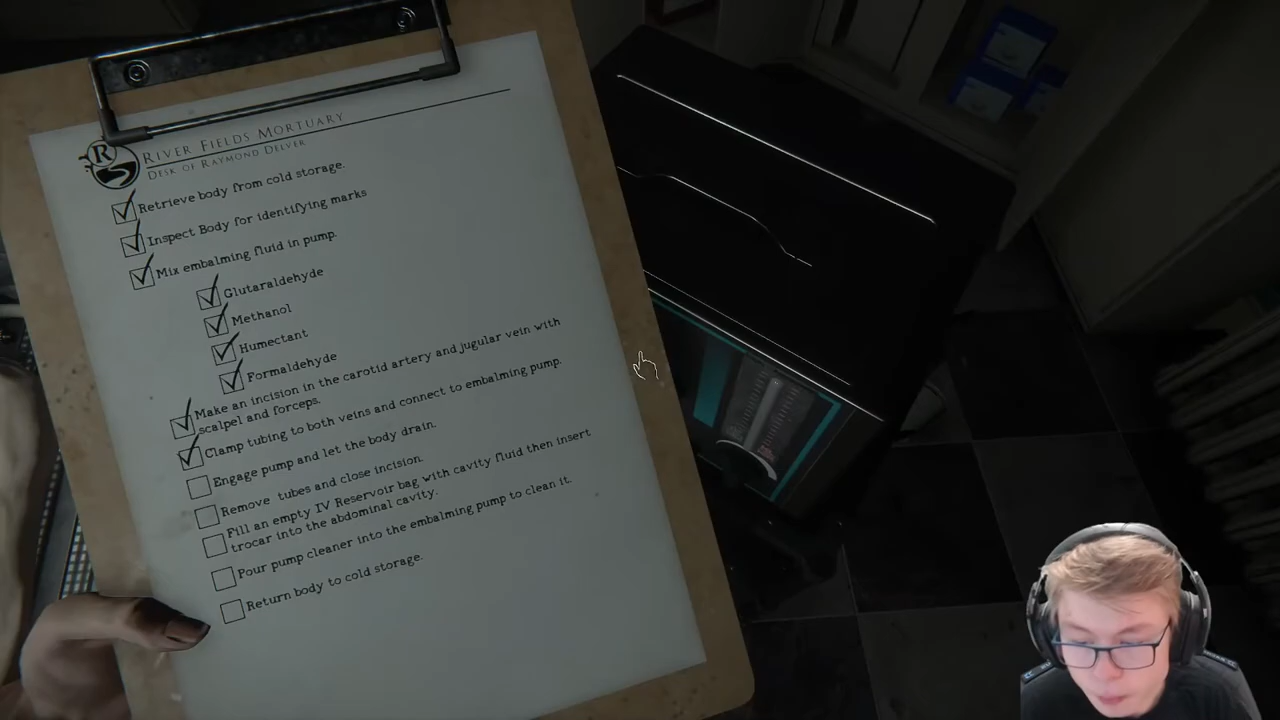 RIVER FIELDS MORTUARY
DESK OF RAYMOND DELVER
Retrieve body from cold storage.
Inspect Body for identifying marks
Mix embalming fluid in pump.
Glutaraldehyde
Methanol
Humectant
Formaldehyde
Make an incision in the carotid artery and jugular vein with
scalpel and forceps.
Clamp tubing to both veins and connect to embalming pump.
Engage pump and let the body drain.
Remove tubes and close incision.
Fill an empty IV Reservoir bag with cavity fluid then insert
trocar into the abdominal cavity.
Pour pump cleaner into the embalming pump to clean it.
Return body to cold storage.